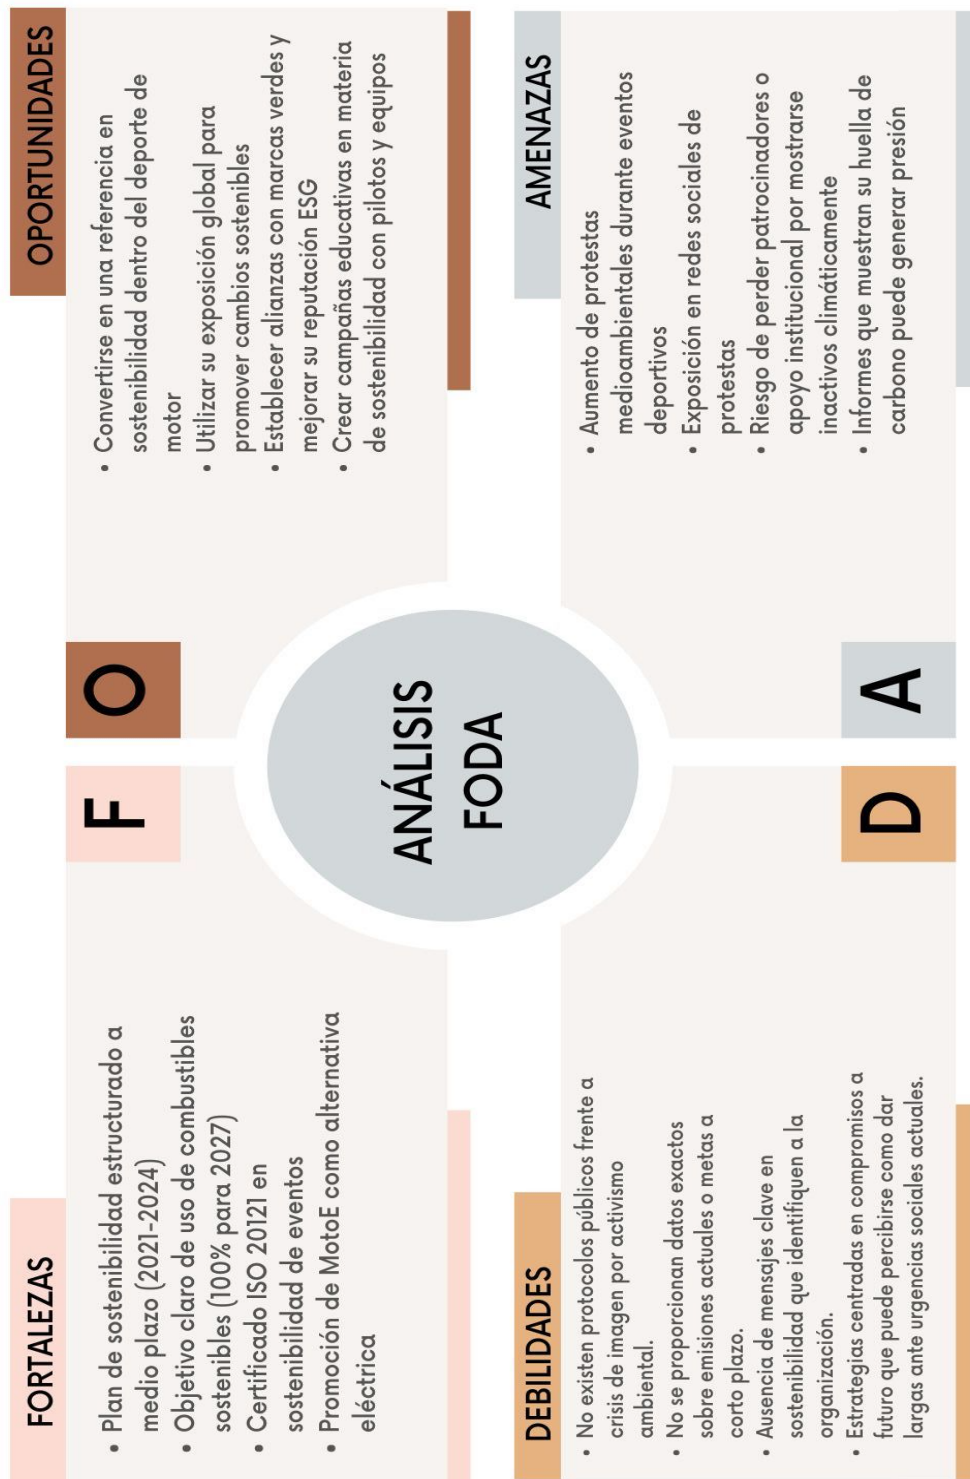 FORTALEZAS
• Plan de sostenibilidad estructurado a
medio plazo (2021-2024)
• Objetivo claro de uso de combustibles
sostenibles (100% para 2027)
• Certificado ISO 20121 en
sostenibilidad de eventos
• Promoción de MotoE como alternativa
eléctrica
F
O
OPORTUNIDADES
• Convertirse en una referencia en
sostenibilidad dentro del deporte de
motor
• Utilizar su exposición global para
promover cambios sostenibles
• Establecer alianzas con marcas verdes y
mejorar su reputación ESG
• Crear campañas educativas en materia
de sostenibilidad con pilotos y equipos
ANÁLISIS
FODA
DEBILIDADES
• No existen protocolos públicos frente a
crisis de imagen por activismo
ambiental.
• No se proporcionan datos exactos
sobre emisiones actuales o metas a
corto plazo.
• Ausencia de mensajes clave en
sostenibilidad que identifiquen a la
organización.
• Estrategias centradas en compromisos a
futuro que puede percibirse como dar
largas ante urgencias sociales actuales.
D
A
AMENAZAS
• Aumento de protestas
medioambientales durante eventos
deportivos
• Exposición en redes sociales de
protestas
• Riesgo de perder patrocinadores o
apoyo institucional por mostrarse
inactivos climáticamente
• Informes que muestran su huella de
carbono puede generar presión